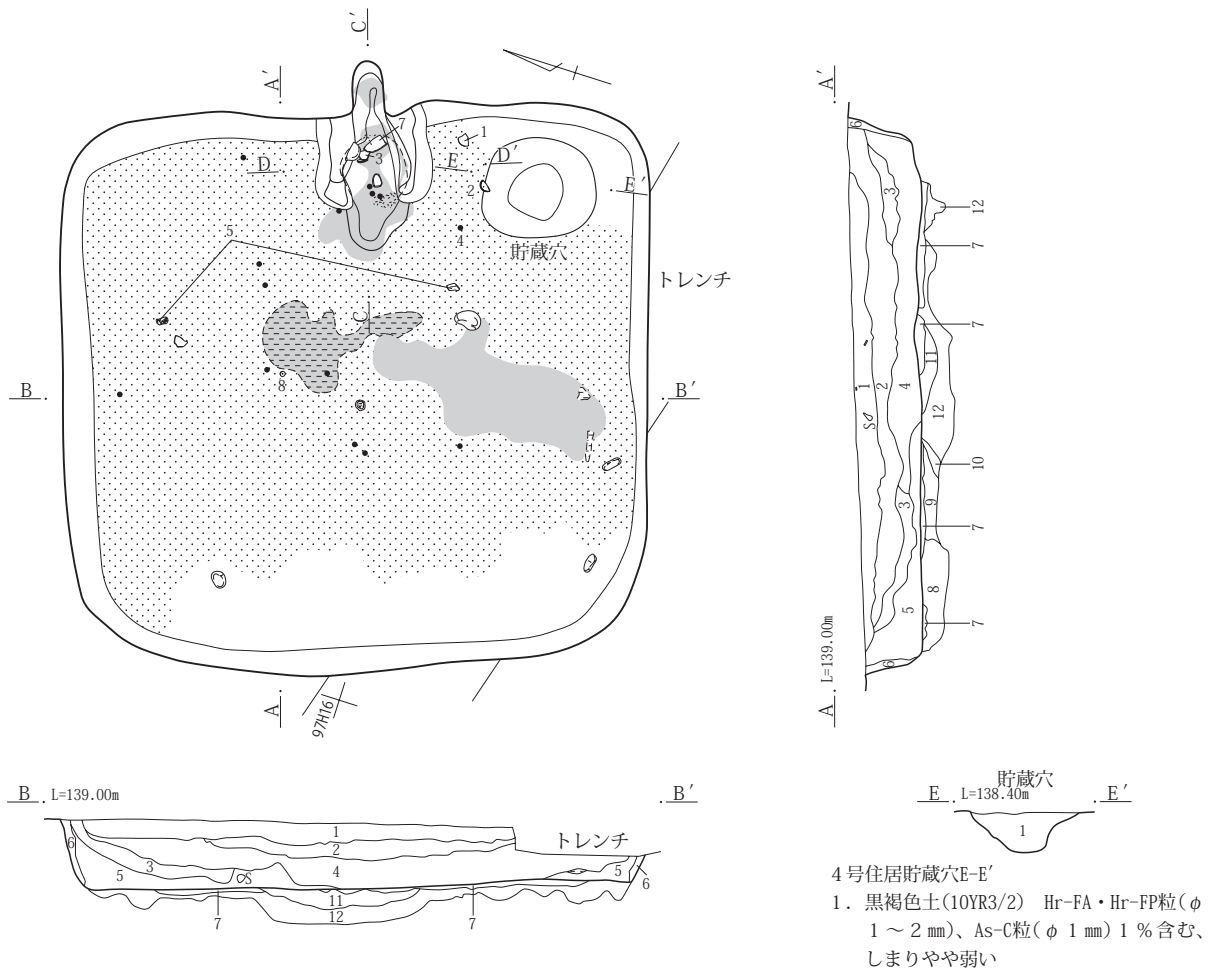 C′
A′
7
1
3
D
E
D′
2
E′
5
4
貯蔵穴
トレンチ
C
8
B
B′
A
97H16
A′
6
3
12
7
7
11
1
2
4
12
S
10
3
9
7
8
5
7
6
A
L=139.00m
B
L=139.00m
B′
1
トレンチ
2
6
3
5
S
4
5
6
11
12
7
7
貯蔵穴
E
L=138.40m
E′
1
4号住居貯蔵穴E-E′
1. 黒褐色土(10YR3/2) Hr-FA・Hr-FP粒(φ
1～2㎜)、As-C粒(φ1㎜)1％含む、
しまりやや弱い